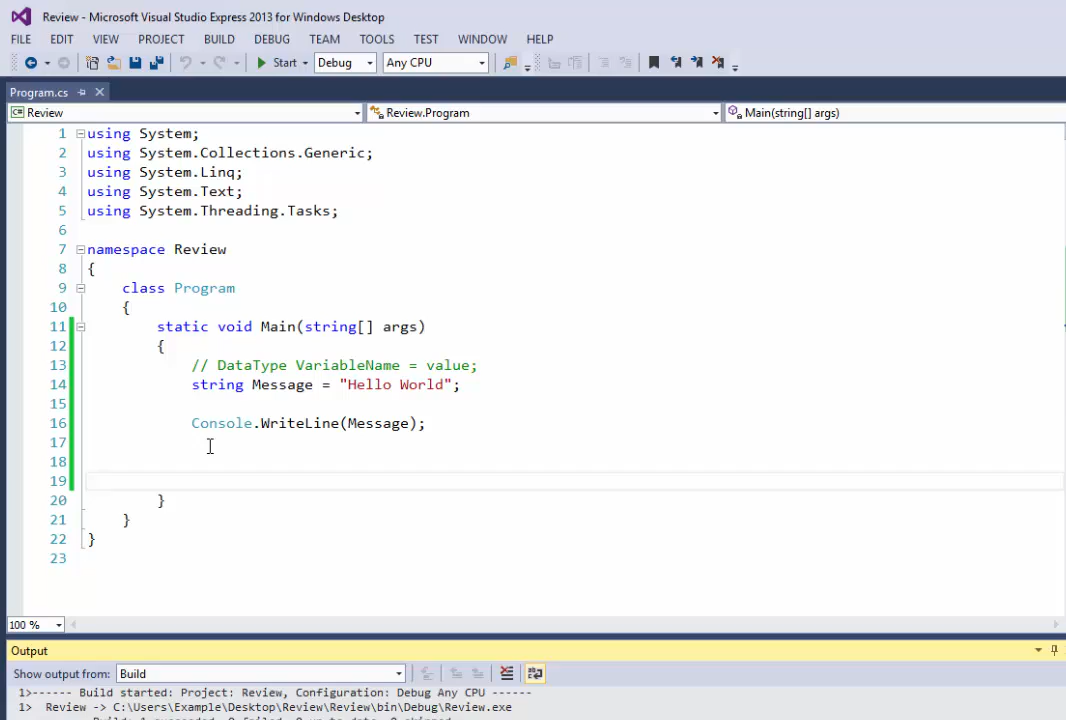 Review - Microsoft Visual Studio Express 2013 for Windows Desktop
FILE EDIT VIEW PROJECT BUILD DEBUG TEAM TOOLS TEST WINDOW HELP
Start Debug Any CPU
Program.cs
Review Review.Program Main(string[] args)
1 using System;
2 using System.Collections.Generic;
3 using System.Linq;
4 using System.Text;
5 using System.Threading.Tasks;
6
7 namespace Review
8 {
9 class Program
10 {
11 static void Main(string[] args)
12 {
13 // DataType VariableName = value;
14 string Message = "Hello World";
15
16 Console.WriteLine(Message);
17
18
19
20 }
21 }
22 }
23
100 %
Output
Show output from: Build
1>------ Build started: Project: Review, Configuration: Debug Any CPU ------
1> Review -> C:\Users\Example\Desktop\Review\Review\bin\Debug\Review.exe